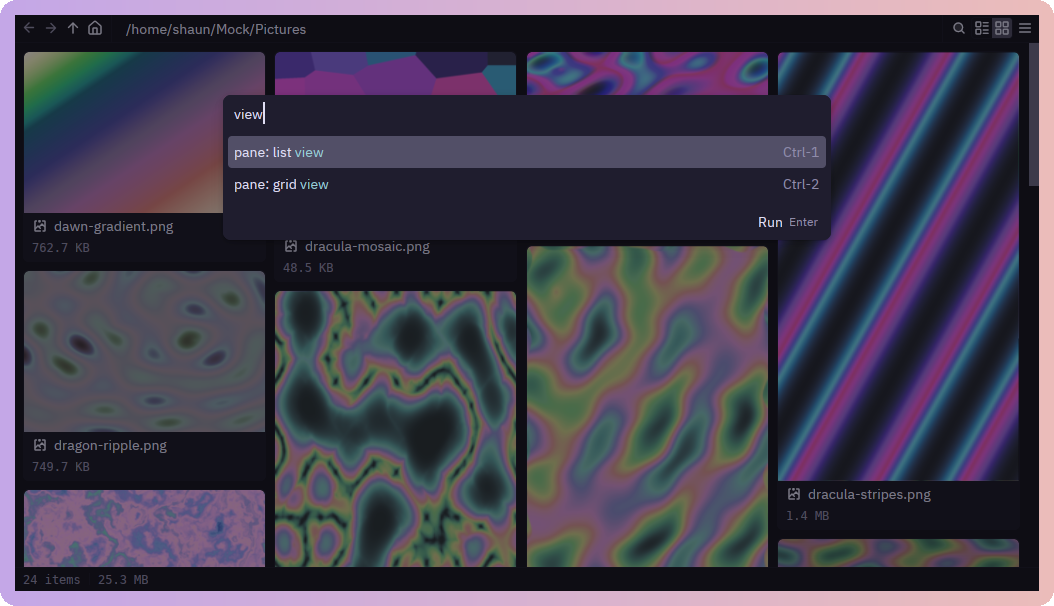 /home/shaun/Mock/Pictures
view
pane: list view Ctrl-1
pane: grid view Ctrl-2
Run Enter
dawn-gradient.png
762.7 KB
dracula-mosaic.png
48.5 KB
dragon-ripple.png
749.7 KB
dracula-stripes.png
1.4 MB
24 items 25.3 MB